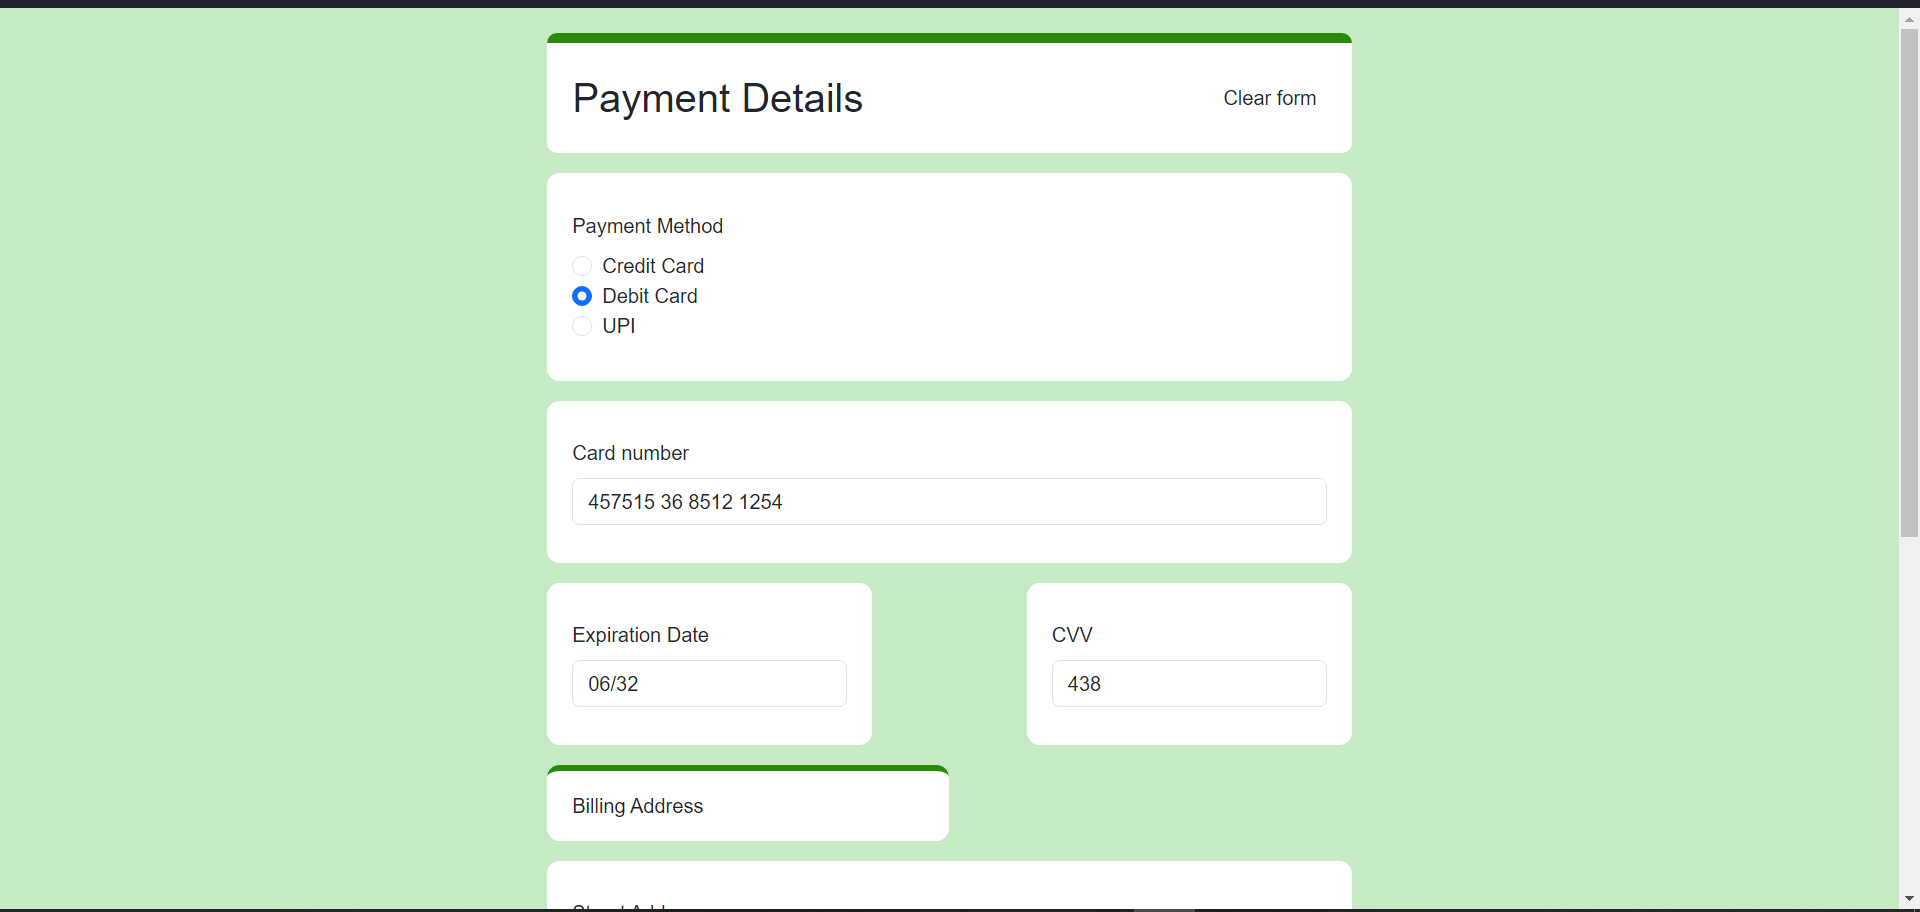 Payment Details
Clear form
Payment Method
Credit Card
Debit Card
UPI
Card number
457515 36 8512 1254
Expiration Date
CVV
06/32
438
Billing Address